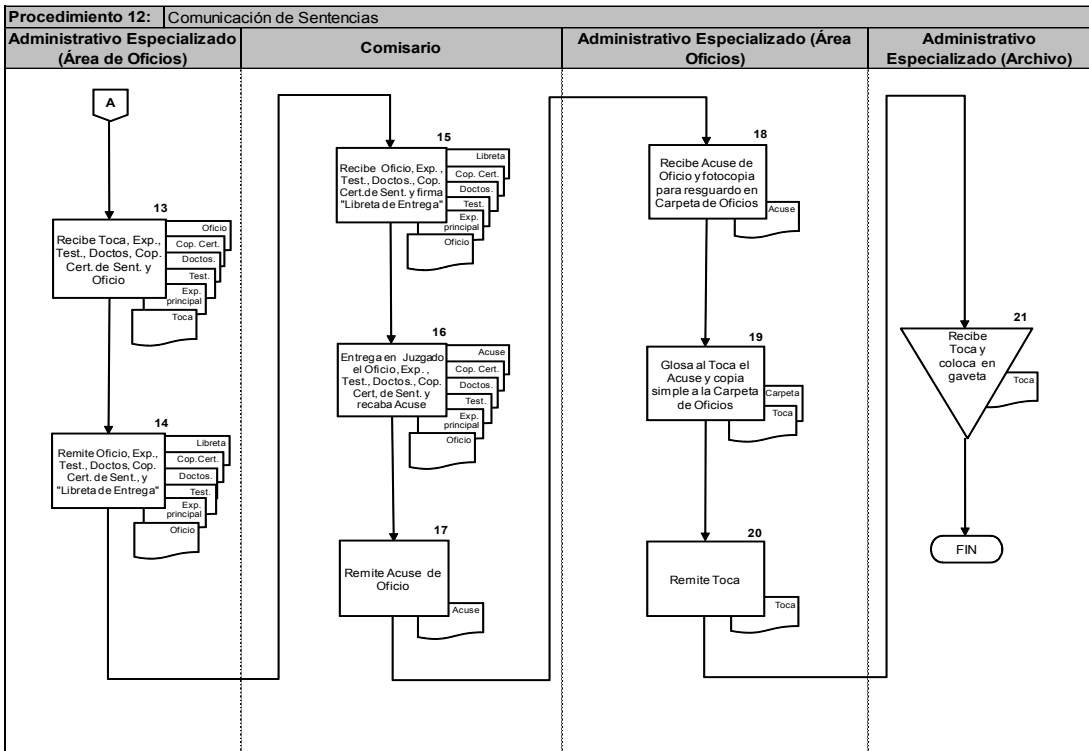 Procedimiento 12: Comunicación de Sentencias
Administrativo Especializado
(Área de Oficios)
Comisario
Administrativo Especializado (Área
Oficios)
Administrativo
Especializado (Archivo)
A
13
Recibe Toca, Exp.,
Test., Doctos, Cop.
Cert. de Sent. y
Oficio
Oficio
Cop. Cert.
Doctos.
Test.
Exp.
principal
Toca
14
Remite Oficio, Exp.,
Test., Doctos, Cop.
Cert. de Sent., y
"Libreta de Entrega"
Libreta
Cop.Cert.
Doctos.
Test.
Exp.
principal
Oficio
15
Recibe Oficio, Exp. ,
Test., Doctos., Cop.
Cert.de Sent. y firma
"Libreta de Entrega"
Libreta
Cop. Cert.
Doctos.
Test.
Exp.
principal
Oficio
16
Entrega en Juzgado
el Oficio, Exp. ,
Test., Doctos., Cop.
Cert, de Sent. y
recaba Acuse
Acuse
Cop. Cert.
Doctos.
Test.
Exp.
principal
Oficio
17
Remite Acuse de
Oficio
Acuse
18
Recibe Acuse de
Oficio y fotocopia
para resguardo en
Carpeta de Oficios
Acuse
19
Glosa al Toca el
Acuse y copia
simple a la Carpeta
de Oficios
Carpeta
Toca
20
Remite Toca
Toca
21
Recibe
Toca y
coloca en
gaveta
Toca
FIN